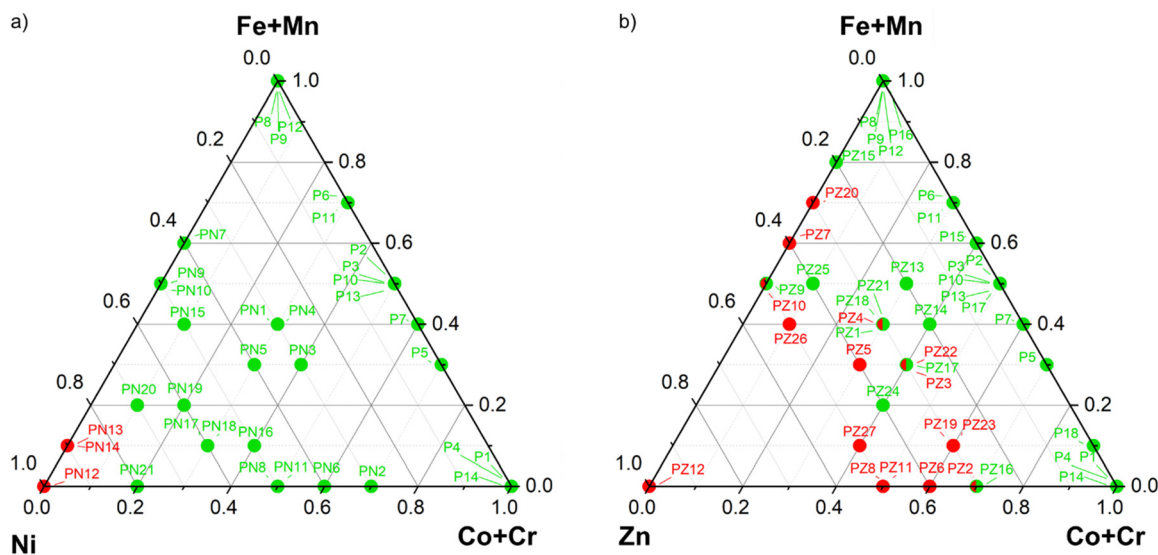 a)
Fe+Mn
0.0
1.0
P8
P12
P9
0.2
0.8
P6
P11
0.4
PN7
0.6
P2
P3
P10
P13
PN9
PN10
0.6
PN15
PN1
PN4
P7
0.4
PN5
PN3
P5
0.8
PN20
PN19
0.2
PN17
PN18
PN16
PN13
PN14
1.0
PN12
PN21
PN8
PN11
PN6
PN2
P4
P1
P14
0.0
0.0
0.2
0.4
0.6
0.8
1.0
Ni
Co+Cr
b)
Fe+Mn
0.0
1.0
P8
P16
P9
P12
0.2
PZ15
0.8
PZ20
P6
P11
0.4
PZ7
P15
0.6
P2
P3
P10
P13
P17
PZ25
PZ9
PZ10
PZ13
PZ21
PZ18
PZ4
PZ1
PZ14
0.6
PZ26
P7
0.4
PZ5
PZ22
PZ17
PZ3
P5
0.8
PZ24
0.2
PZ27
PZ19
PZ23
P18
P1
P4
P14
1.0
PZ12
PZ8
PZ11
PZ6
PZ2
PZ16
0.0
0.0
0.2
0.4
0.6
0.8
1.0
Zn
Co+Cr